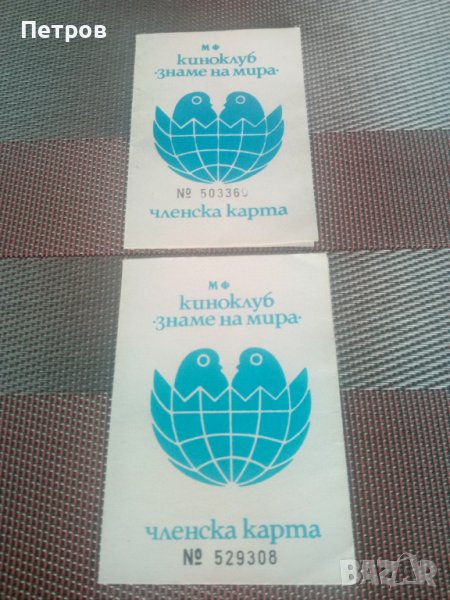 Петров
МФ
киноклуб
·знаме на мира·
№ 503360
членска карта
МФ
киноклуб
·знаме на мира·
членска карта
№ 529308
BAZAR